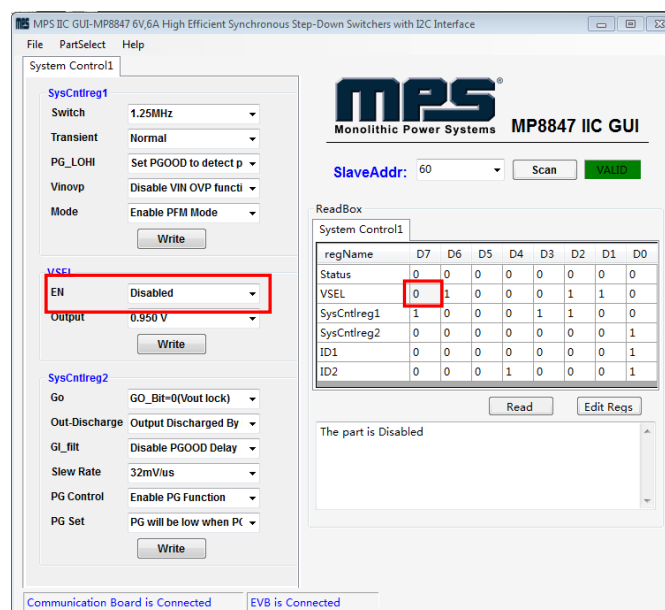 MPS IIC GUI-MP8847 6V,6A High Efficient Synchronous Step-Down Switchers with I2C Interface
File PartSelect Help
System Control1
SysCntlreg1
Switch 1.25MHz
Transient Normal
PG_LOHI Set PGOOD to detect p
Vinovp Disable VIN OVP functi
Mode Enable PFM Mode
Write
VSEL
EN Disabled
Output 0.950 V
Write
SysCntlreg2
Go GO_Bit=0(Vout lock)
Out-Discharge Output Discharged By
GI_filt Disable PGOOD Delay
Slew Rate 32mV/us
PG Control Enable PG Function
PG Set PG will be low when P(
Write
mPS®
Monolithic Power Systems MP8847 IIC GUI
SlaveAddr: 60 Scan VALID
ReadBox
System Control1
regName D7 D6 D5 D4 D3 D2 D1 D0
Status 0 0 0 0 0 0 0 0
VSEL 0 1 0 0 0 1 1 0
SysCntlreg1 1 0 0 0 1 1 0 0
SysCntlreg2 0 0 0 0 0 0 0 1
ID1 0 0 0 0 0 0 0 1
ID2 0 0 0 1 0 0 0 1
Read Edit Regs
The part is Disabled
Communication Board is Connected EVB is Connected